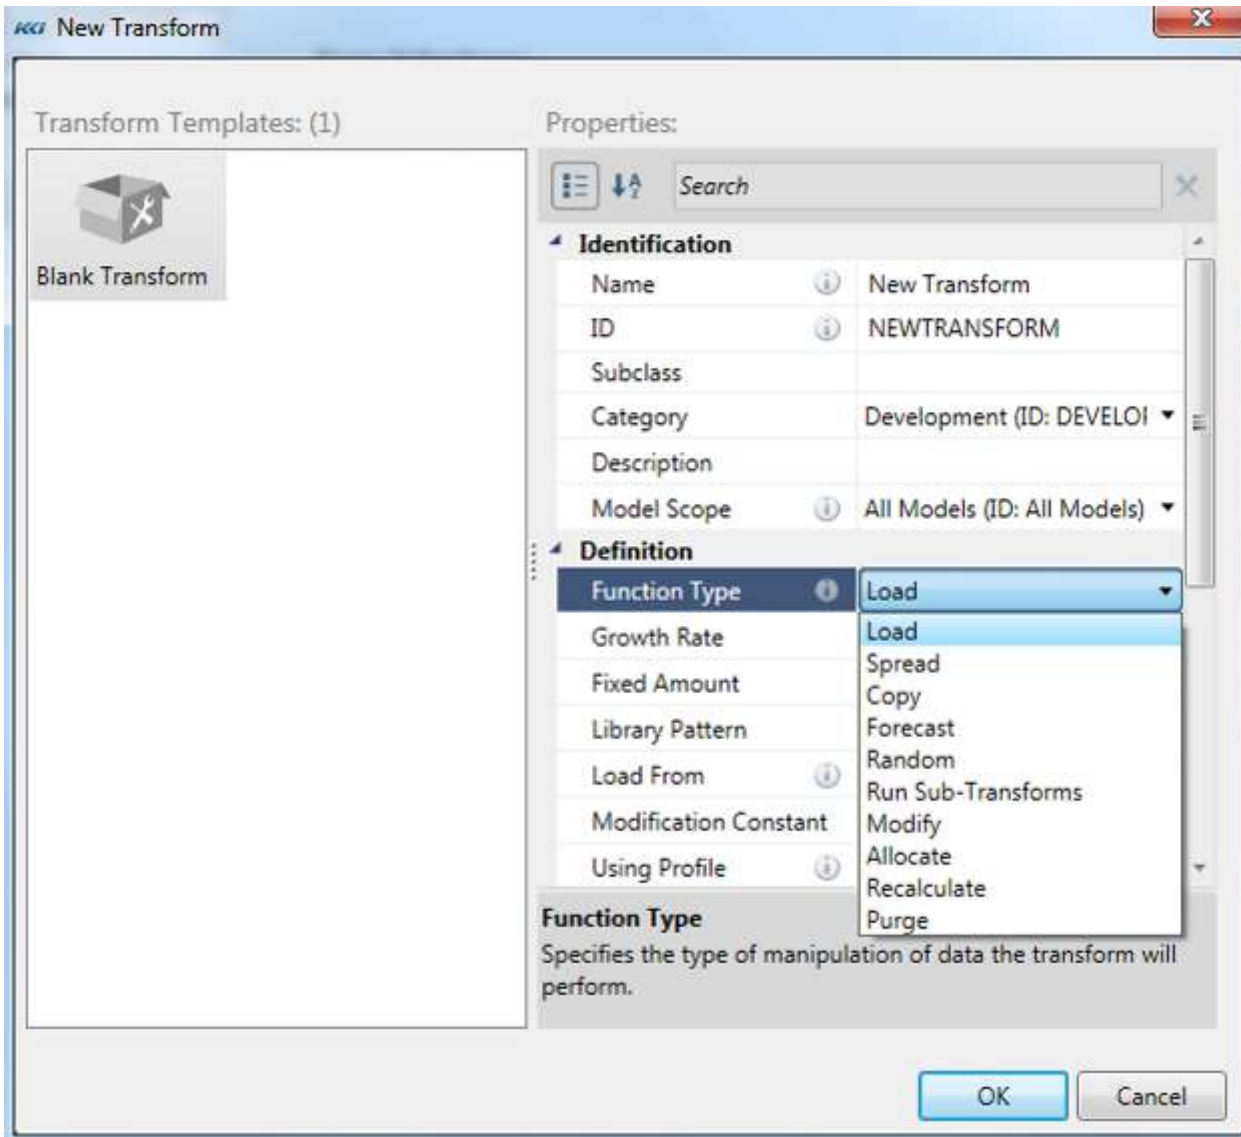 KCI New Transform
Transform Templates: (1)
Properties:
Search
Blank Transform
Identification
Name New Transform
ID NEWTRANSFORM
Subclass
Category Development (ID: DEVELOI
Description
Model Scope All Models (ID: All Models)
Definition
Function Type Load
Growth Rate
Fixed Amount
Library Pattern
Load From
Modification Constant
Using Profile
Load
Spread
Copy
Forecast
Random
Run Sub-Transforms
Modify
Allocate
Recalculate
Purge
Function Type
Specifies the type of manipulation of data the transform will
perform.
OK Cancel